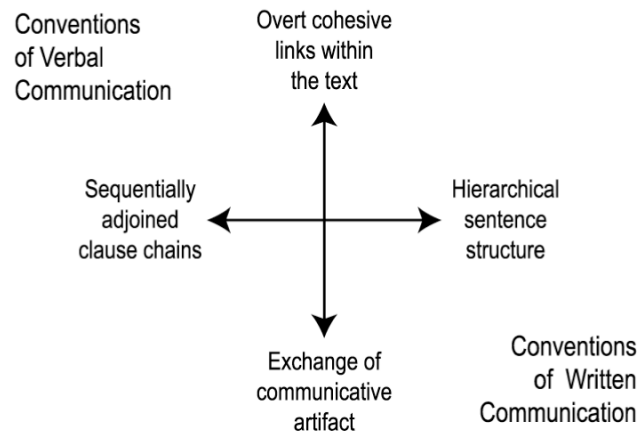 Conventions
of Verbal
Communication
Overt cohesive
links within
the text
Sequentially
adjoined
clause chains
Hierarchical
sentence
structure
Exchange of
communicative
artifact
Conventions
of Written
Communication